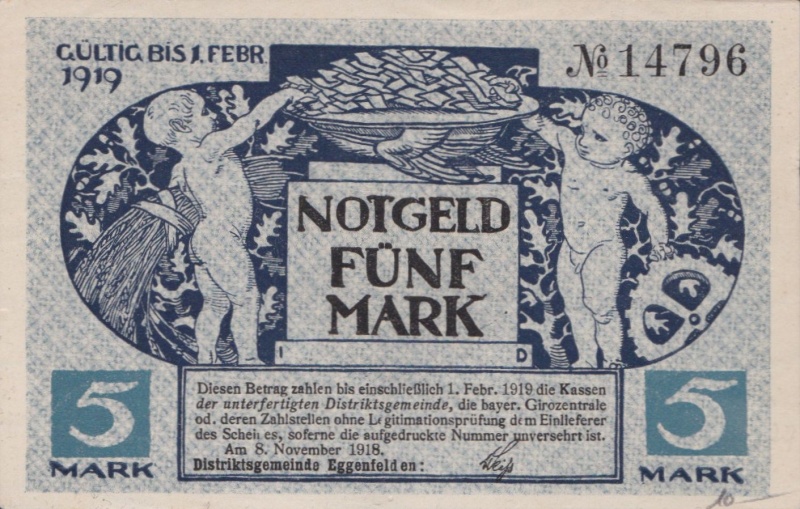 GÜLTIG BIS 1. FEBR.
1919
№ 14796
NOTGELD
FÜNF
MARK
I D
5
MARK
5
MARK
Diesen Betrag zahlen bis einschließlich 1. Febr. 1919 die Kassen
der unterfertigten Distriktsgemeinde, die bayer. Girozentrale
od. deren Zahlstellen ohne Legitimationsprüfung dem Einlieferer
des Scheines, soferne die aufgedruckte Nummer unversehrt ist.
Am 8. November 1918.
Distriktsgemeinde Eggenfelden:
Weiß
10